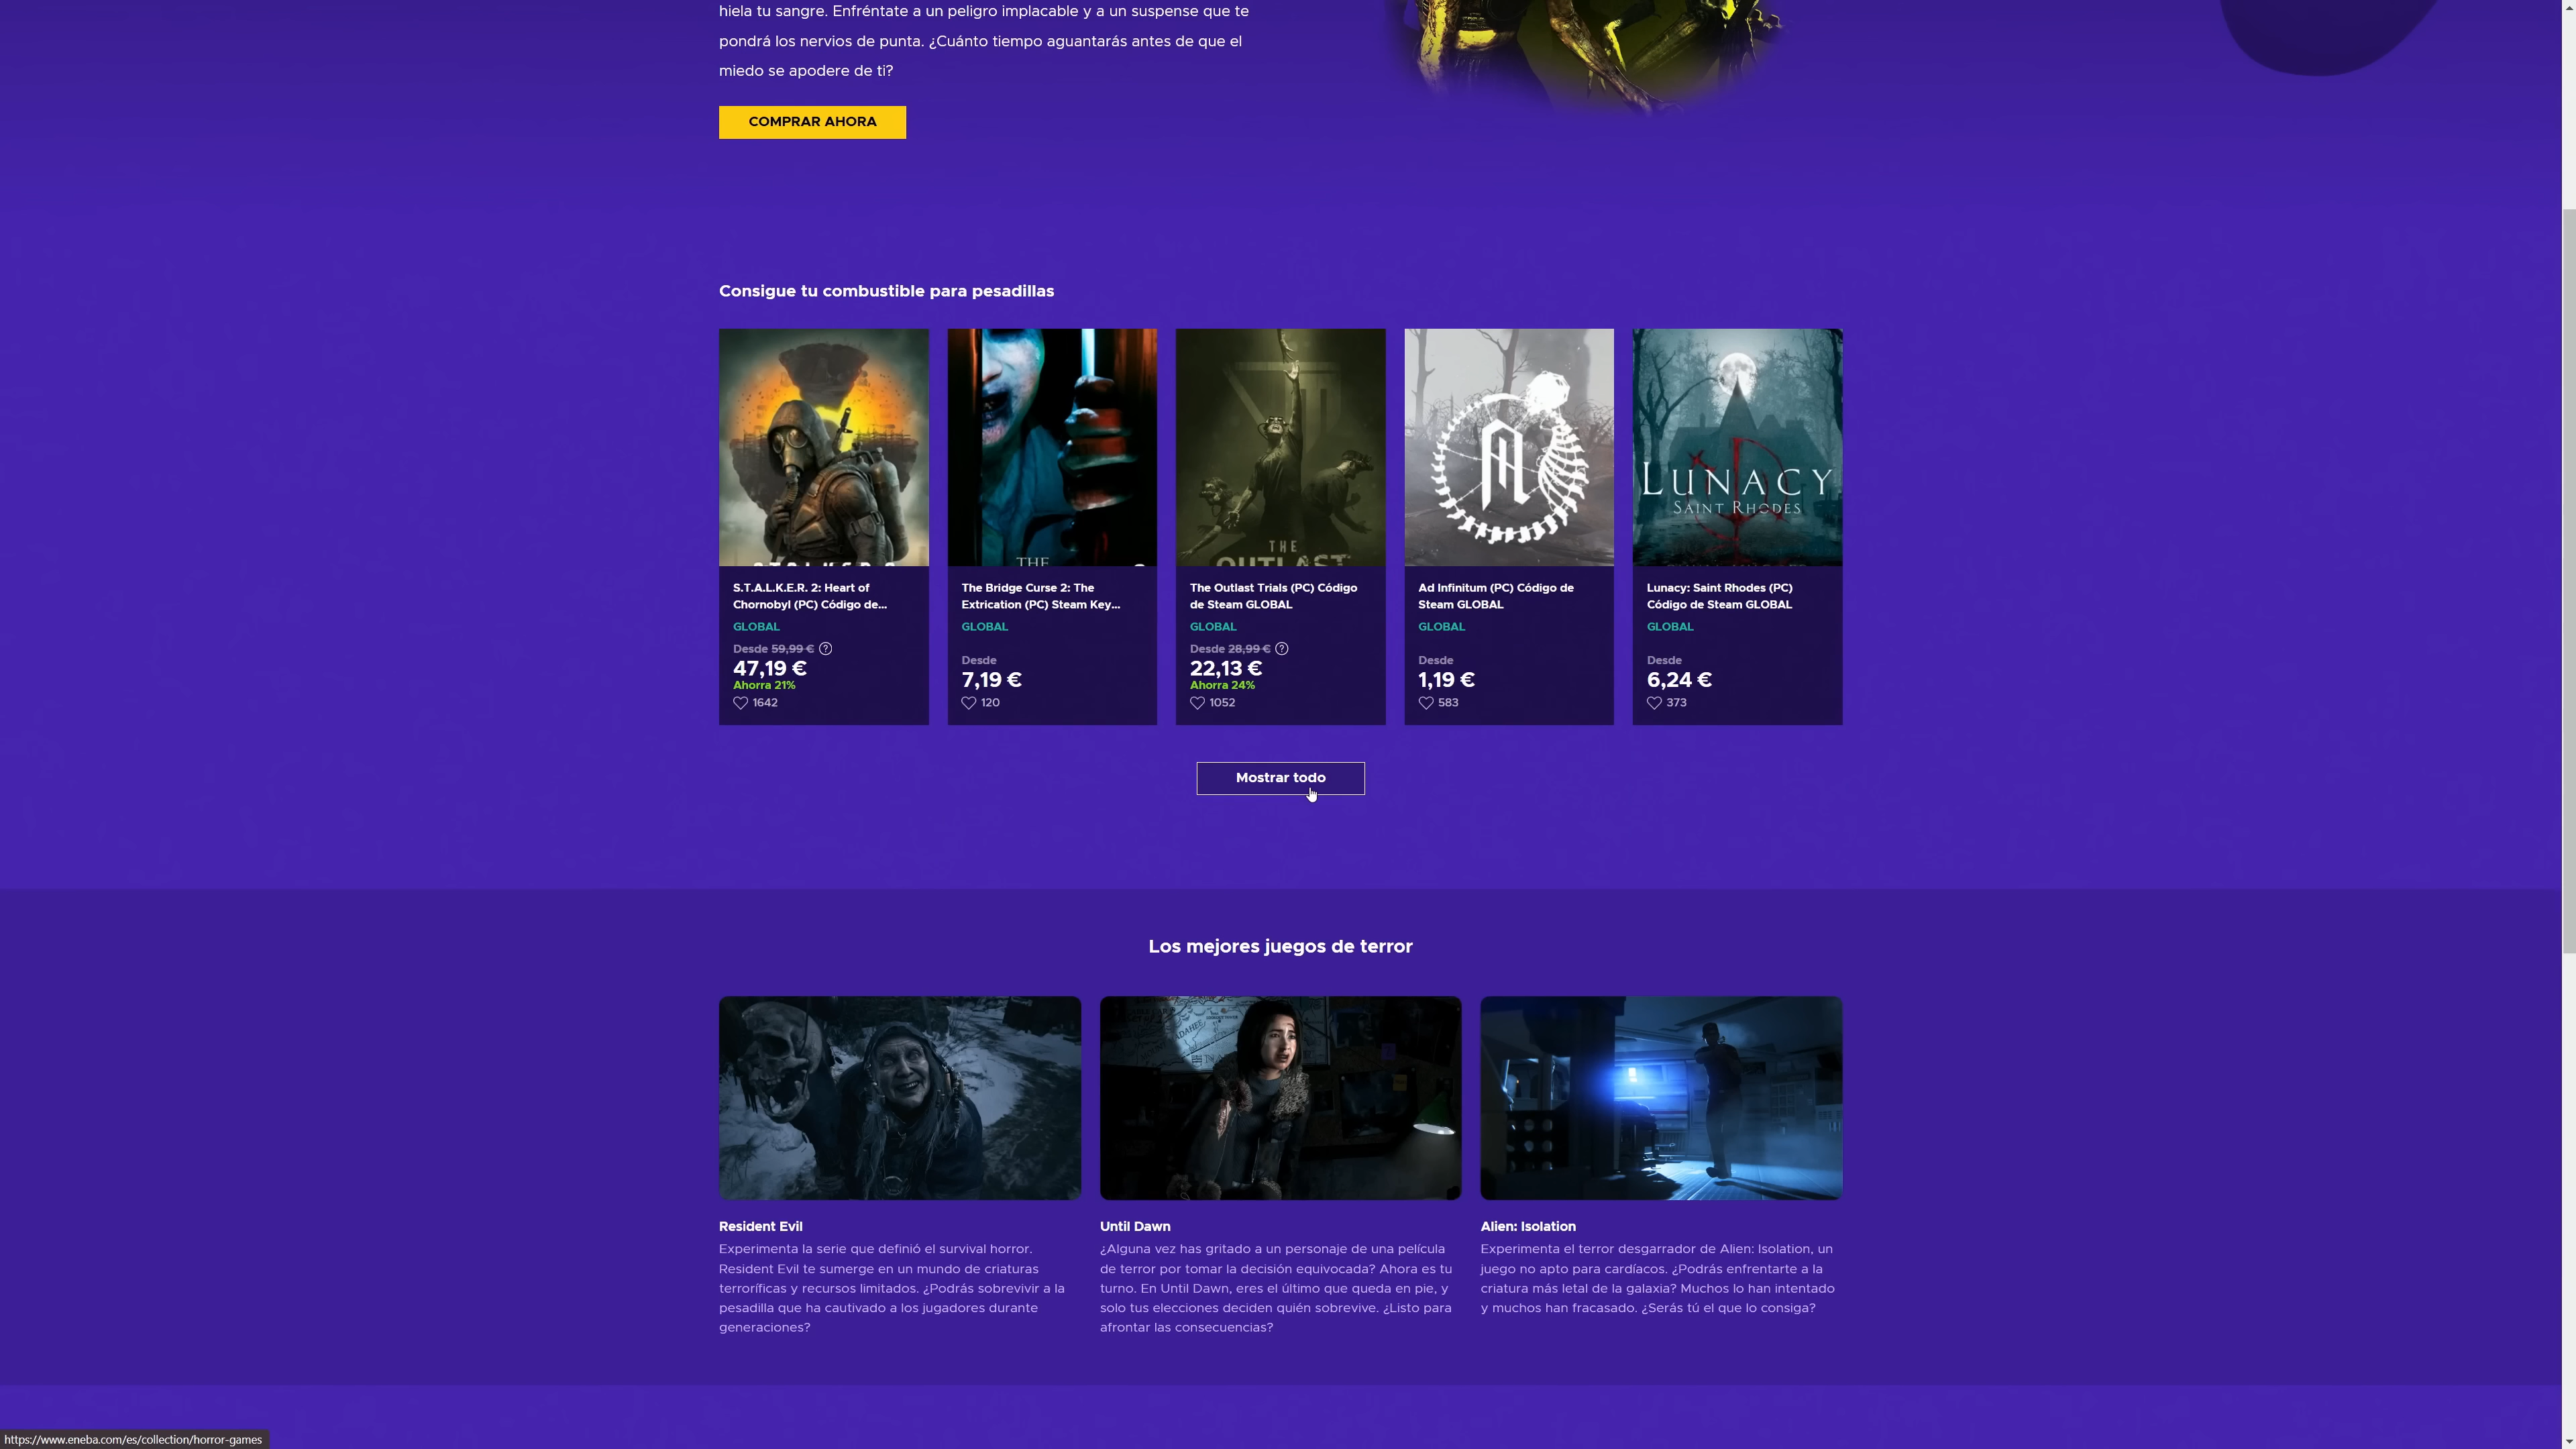 hiela tu sangre. Enfréntate a un peligro implacable y a un suspense que te
pondrá los nervios de punta. ¿Cuánto tiempo aguantarás antes de que el
miedo se apodere de ti?
COMPRAR AHORA
Consigue tu combustible para pesadillas
LUNACY
SAINT RHODES
THE
THE
OUTLAST
S.T.A.L.K.E.R. 2: Heart of
Chornobyl (PC) Código de...
GLOBAL
Desde 59,99 €
47,19 €
Ahorra 21%
1642
The Bridge Curse 2: The
Extrication (PC) Steam Key...
GLOBAL
Desde
7,19 €
120
The Outlast Trials (PC) Código
de Steam GLOBAL
GLOBAL
Desde 28,99 €
22,13 €
Ahorra 24%
1052
Ad Infinitum (PC) Código de
Steam GLOBAL
GLOBAL
Desde
1,19 €
583
Lunacy: Saint Rhodes (PC)
Código de Steam GLOBAL
GLOBAL
Desde
6,24 €
373
Mostrar todo
Los mejores juegos de terror
Resident Evil
Experimenta la serie que definió el survival horror.
Resident Evil te sumerge en un mundo de criaturas
terroríficas y recursos limitados. ¿Podrás sobrevivir a la
pesadilla que ha cautivado a los jugadores durante
generaciones?
Until Dawn
¿Alguna vez has gritado a un personaje de una película
de terror por tomar la decisión equivocada? Ahora es tu
turno. En Until Dawn, eres el último que queda en pie, y
solo tus elecciones deciden quién sobrevive. ¿Listo para
afrontar las consecuencias?
Alien: Isolation
Experimenta el terror desgarrador de Alien: Isolation, un
juego no apto para cardíacos. ¿Podrás enfrentarte a la
criatura más letal de la galaxia? Muchos lo han intentado
y muchos han fracasado. ¿Serás tú el que lo consiga?
https://www.eneba.com/es/collection/horror-games